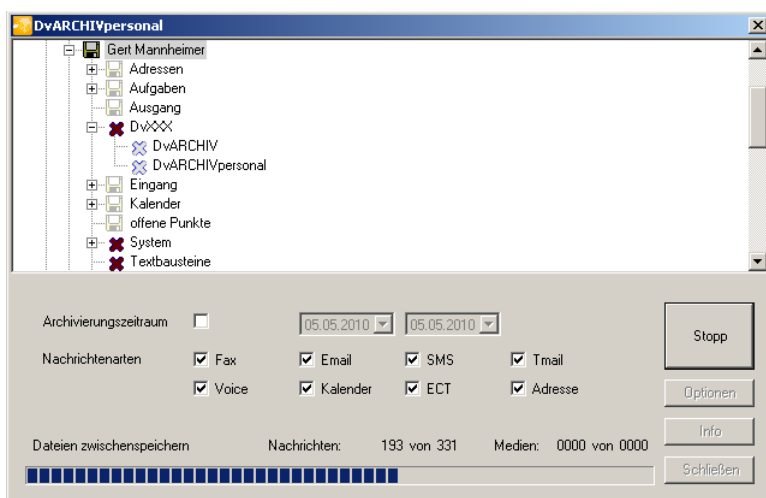 DvARCHIVpersonal
Gert Mannheimer
Adressen
Aufgaben
Ausgang
DvXXX
DvARCHIV
DvARCHIVpersonal
Eingang
Kalender
offene Punkte
System
Textbausteine
Archivierungszeitraum 05.05.2010 05.05.2010
Stopp
Nachrichtenarten Fax Email SMS Tmail
Voice Kalender ECT Adresse
Optionen
Info
Dateien zwischenspeichern Nachrichten: 193 von 331 Medien: 0000 von 0000
Schließen